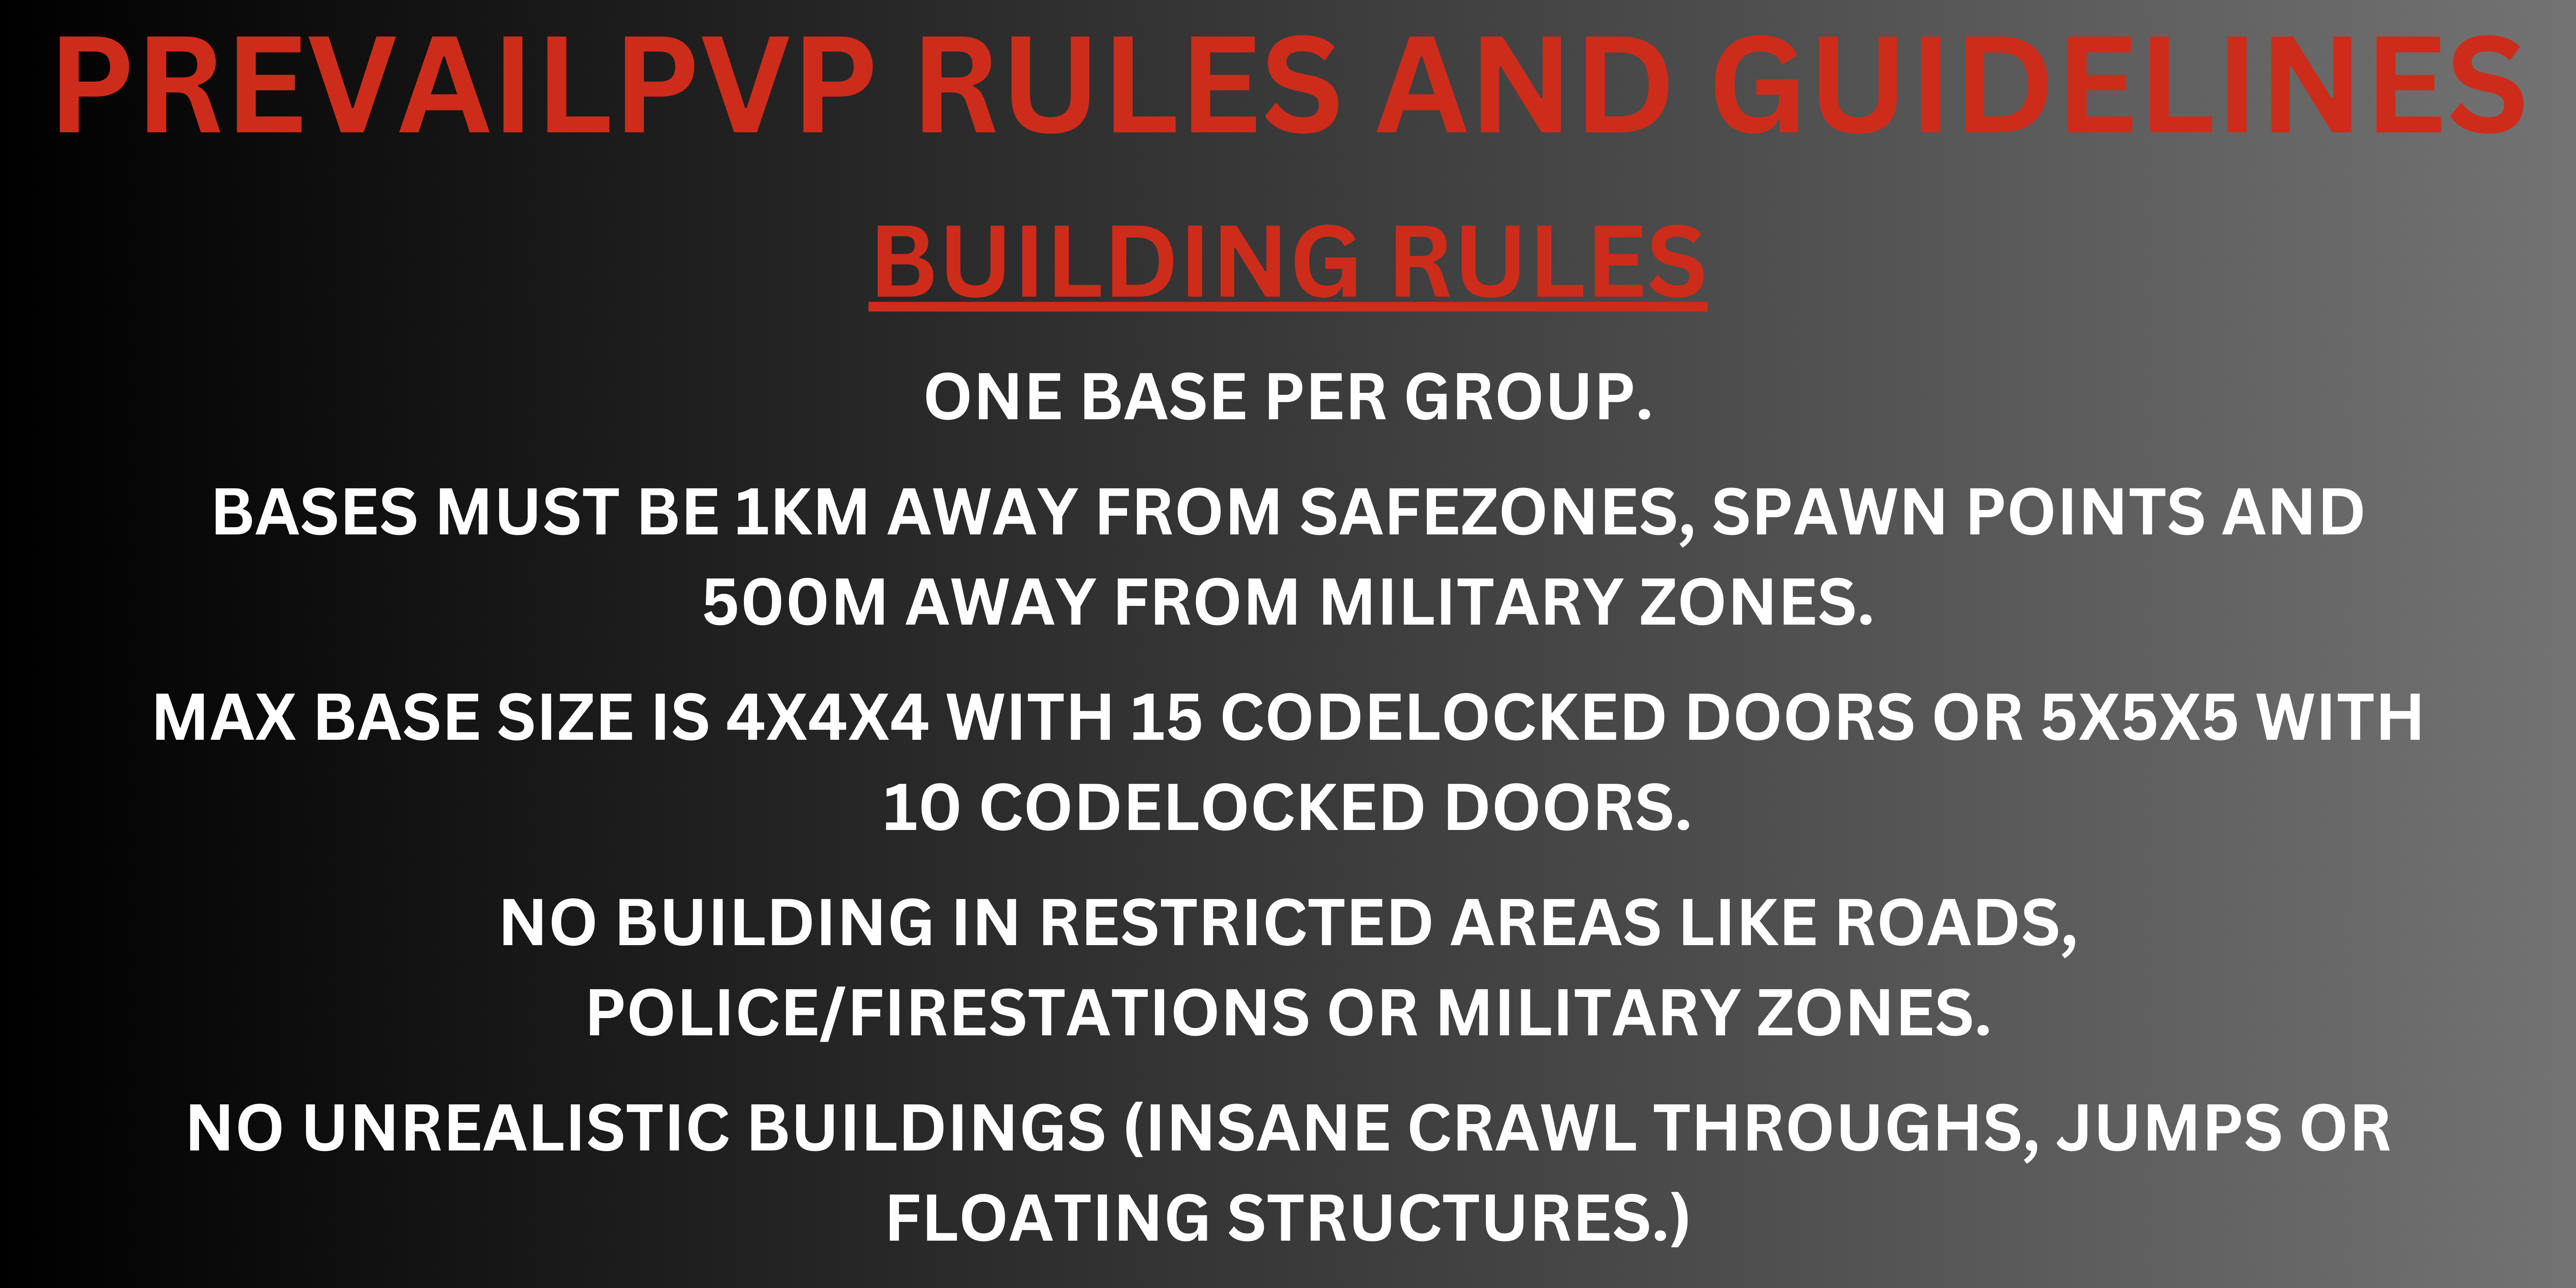 PREVAILPVP RULES AND GUIDELINES
BUILDING RULES
ONE BASE PER GROUP.
BASES MUST BE 1KM AWAY FROM SAFEZONES, SPAWN POINTS AND
500M AWAY FROM MILITARY ZONES.
MAX BASE SIZE IS 4X4X4 WITH 15 CODELOCKED DOORS OR 5X5X5 WITH
10 CODELOCKED DOORS.
NO BUILDING IN RESTRICTED AREAS LIKE ROADS,
POLICE/FIRESTATIONS OR MILITARY ZONES.
NO UNREALISTIC BUILDINGS (INSANE CRAWL THROUGHS, JUMPS OR
FLOATING STRUCTURES.)